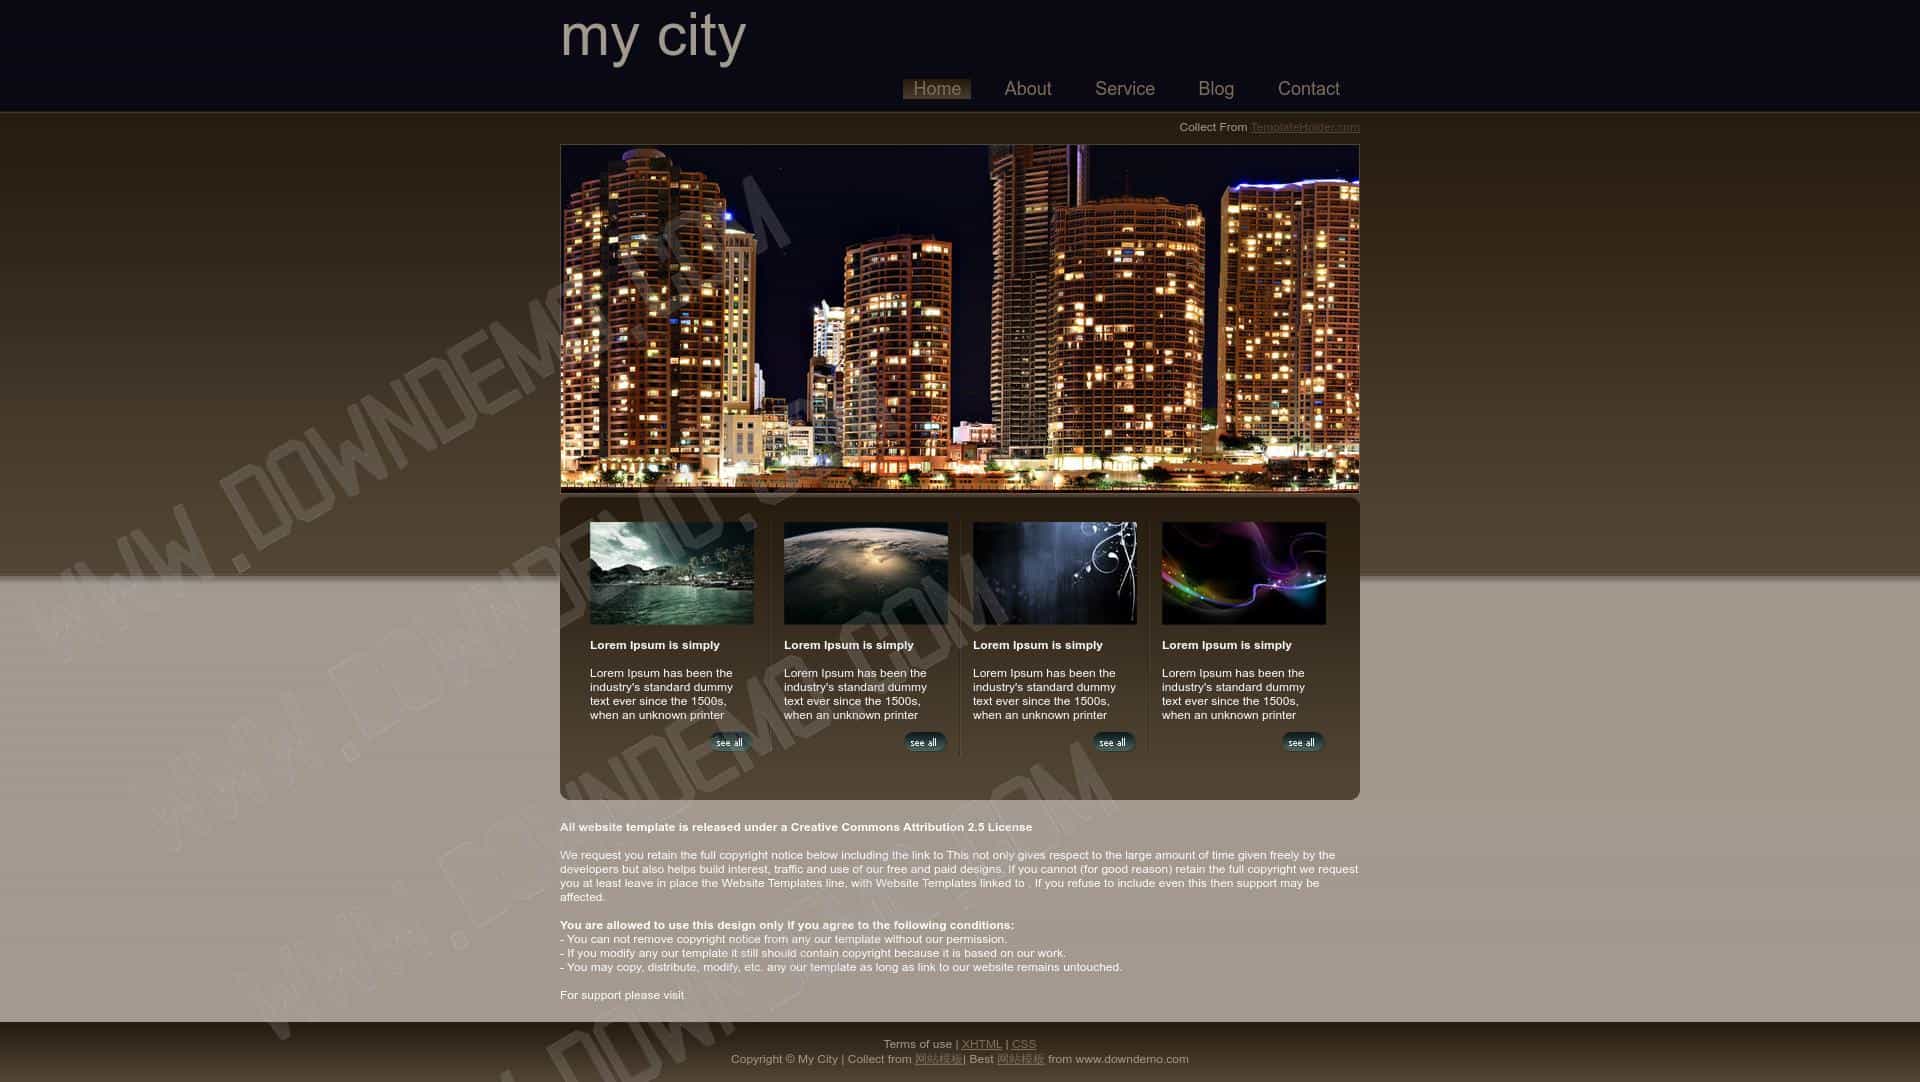 my city
Home About Service Blog Contact
Collect From TemplateHolder.com
Lorem Ipsum is simply
Lorem Ipsum has been the
industry's standard dummy
text ever since the 1500s,
when an unknown printer
see all
Lorem Ipsum is simply
Lorem Ipsum has been the
industry's standard dummy
text ever since the 1500s,
when an unknown printer
see all
Lorem Ipsum is simply
Lorem Ipsum has been the
industry's standard dummy
text ever since the 1500s,
when an unknown printer
see all
Lorem Ipsum is simply
Lorem Ipsum has been the
industry's standard dummy
text ever since the 1500s,
when an unknown printer
see all
All website template is released under a Creative Commons Attribution 2.5 License
We request you retain the full copyright notice below including the link to This not only gives respect to the large amount of time given freely by the
developers but also helps build interest, traffic and use of our free and paid designs. If you cannot (for good reason) retain the full copyright we request
you at least leave in place the Website Templates line, with Website Templates linked to . If you refuse to include even this then support may be
affected.
You are allowed to use this design only if you agree to the following conditions:
- You can not remove copyright notice from any our template without our permission.
- If you modify any our template it still should contain copyright because it is based on our work.
- You may copy, distribute, modify, etc. any our template as long as link to our website remains untouched.
For support please visit
Terms of use | XHTML | CSS
Copyright © My City | Collect from 网站模板| Best 网站模板 from www.downdemo.com
WWW.DOWNDEMO.COM
WWW.DOWNDEMO.COM
WWW.DOWNDEMO.COM
WWW.DOWNDEMO.COM